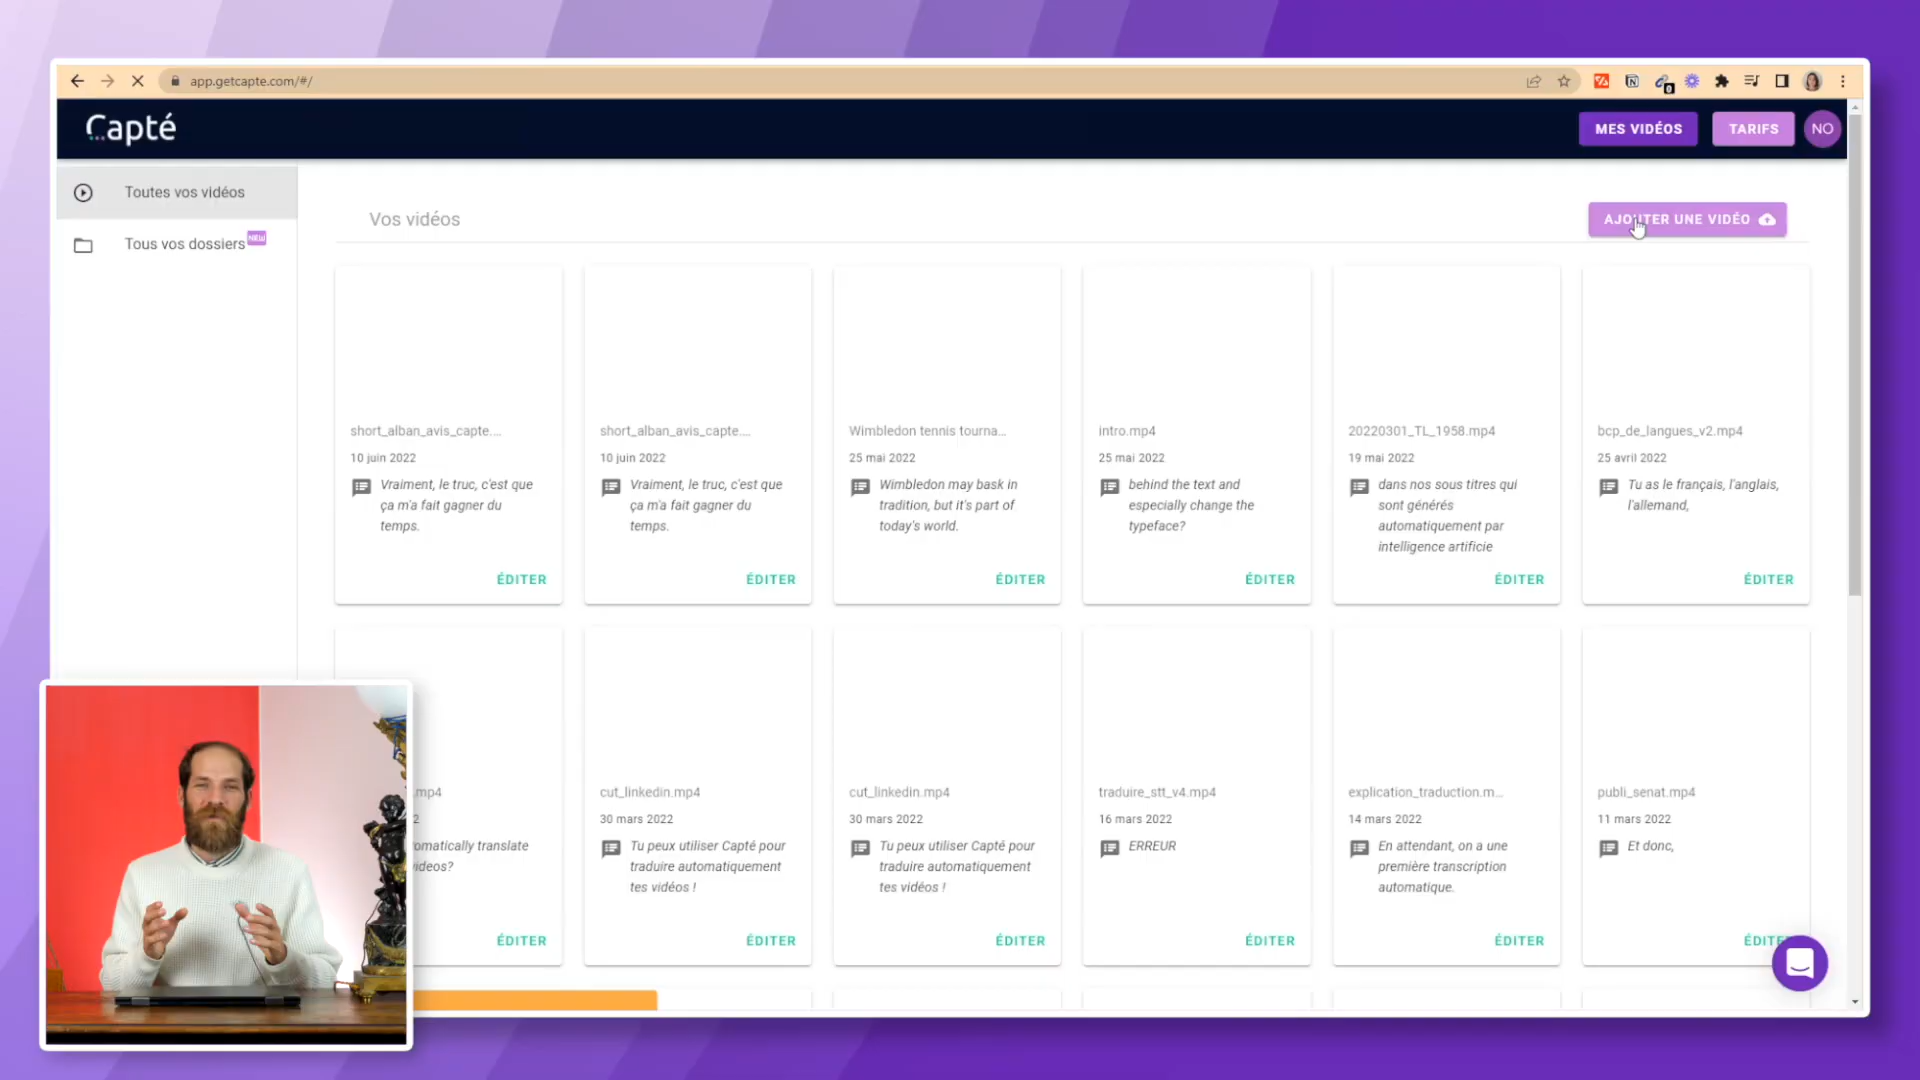 app.getcapte.com/#/
Capté
MES VIDÉOS
TARIFS
NO
Toutes vos vidéos
Tous vos dossiers
NEW
Vos vidéos
AJOUTER UNE VIDÉO
short_alban_avis_capte....
10 juin 2022
Vraiment, le truc, c'est que
ça m'a fait gagner du
temps.
ÉDITER
short_alban_avis_capte....
10 juin 2022
Vraiment, le truc, c'est que
ça m'a fait gagner du
temps.
ÉDITER
Wimbledon tennis tourna...
25 mai 2022
Wimbledon may bask in
tradition, but it's part of
today's world.
ÉDITER
intro.mp4
25 mai 2022
behind the text and
especially change the
typeface?
ÉDITER
20220301_TL_1958.mp4
19 mai 2022
dans nos sous titres qui
sont générés
automatiquement par
intelligence artificie
ÉDITER
bcp_de_langues_v2.mp4
25 avril 2022
Tu as le français, l'anglais,
l'allemand,
ÉDITER
.mp4
2
omatically translate
ideos?
ÉDITER
cut_linkedin.mp4
30 mars 2022
Tu peux utiliser Capté pour
traduire automatiquement
tes vidéos !
ÉDITER
cut_linkedin.mp4
30 mars 2022
Tu peux utiliser Capté pour
traduire automatiquement
tes vidéos !
ÉDITER
traduire_stt_v4.mp4
16 mars 2022
ERREUR
ÉDITER
explication_traduction.m...
14 mars 2022
En attendant, on a une
première transcription
automatique.
ÉDITER
publi_senat.mp4
11 mars 2022
Et donc,
ÉDITE